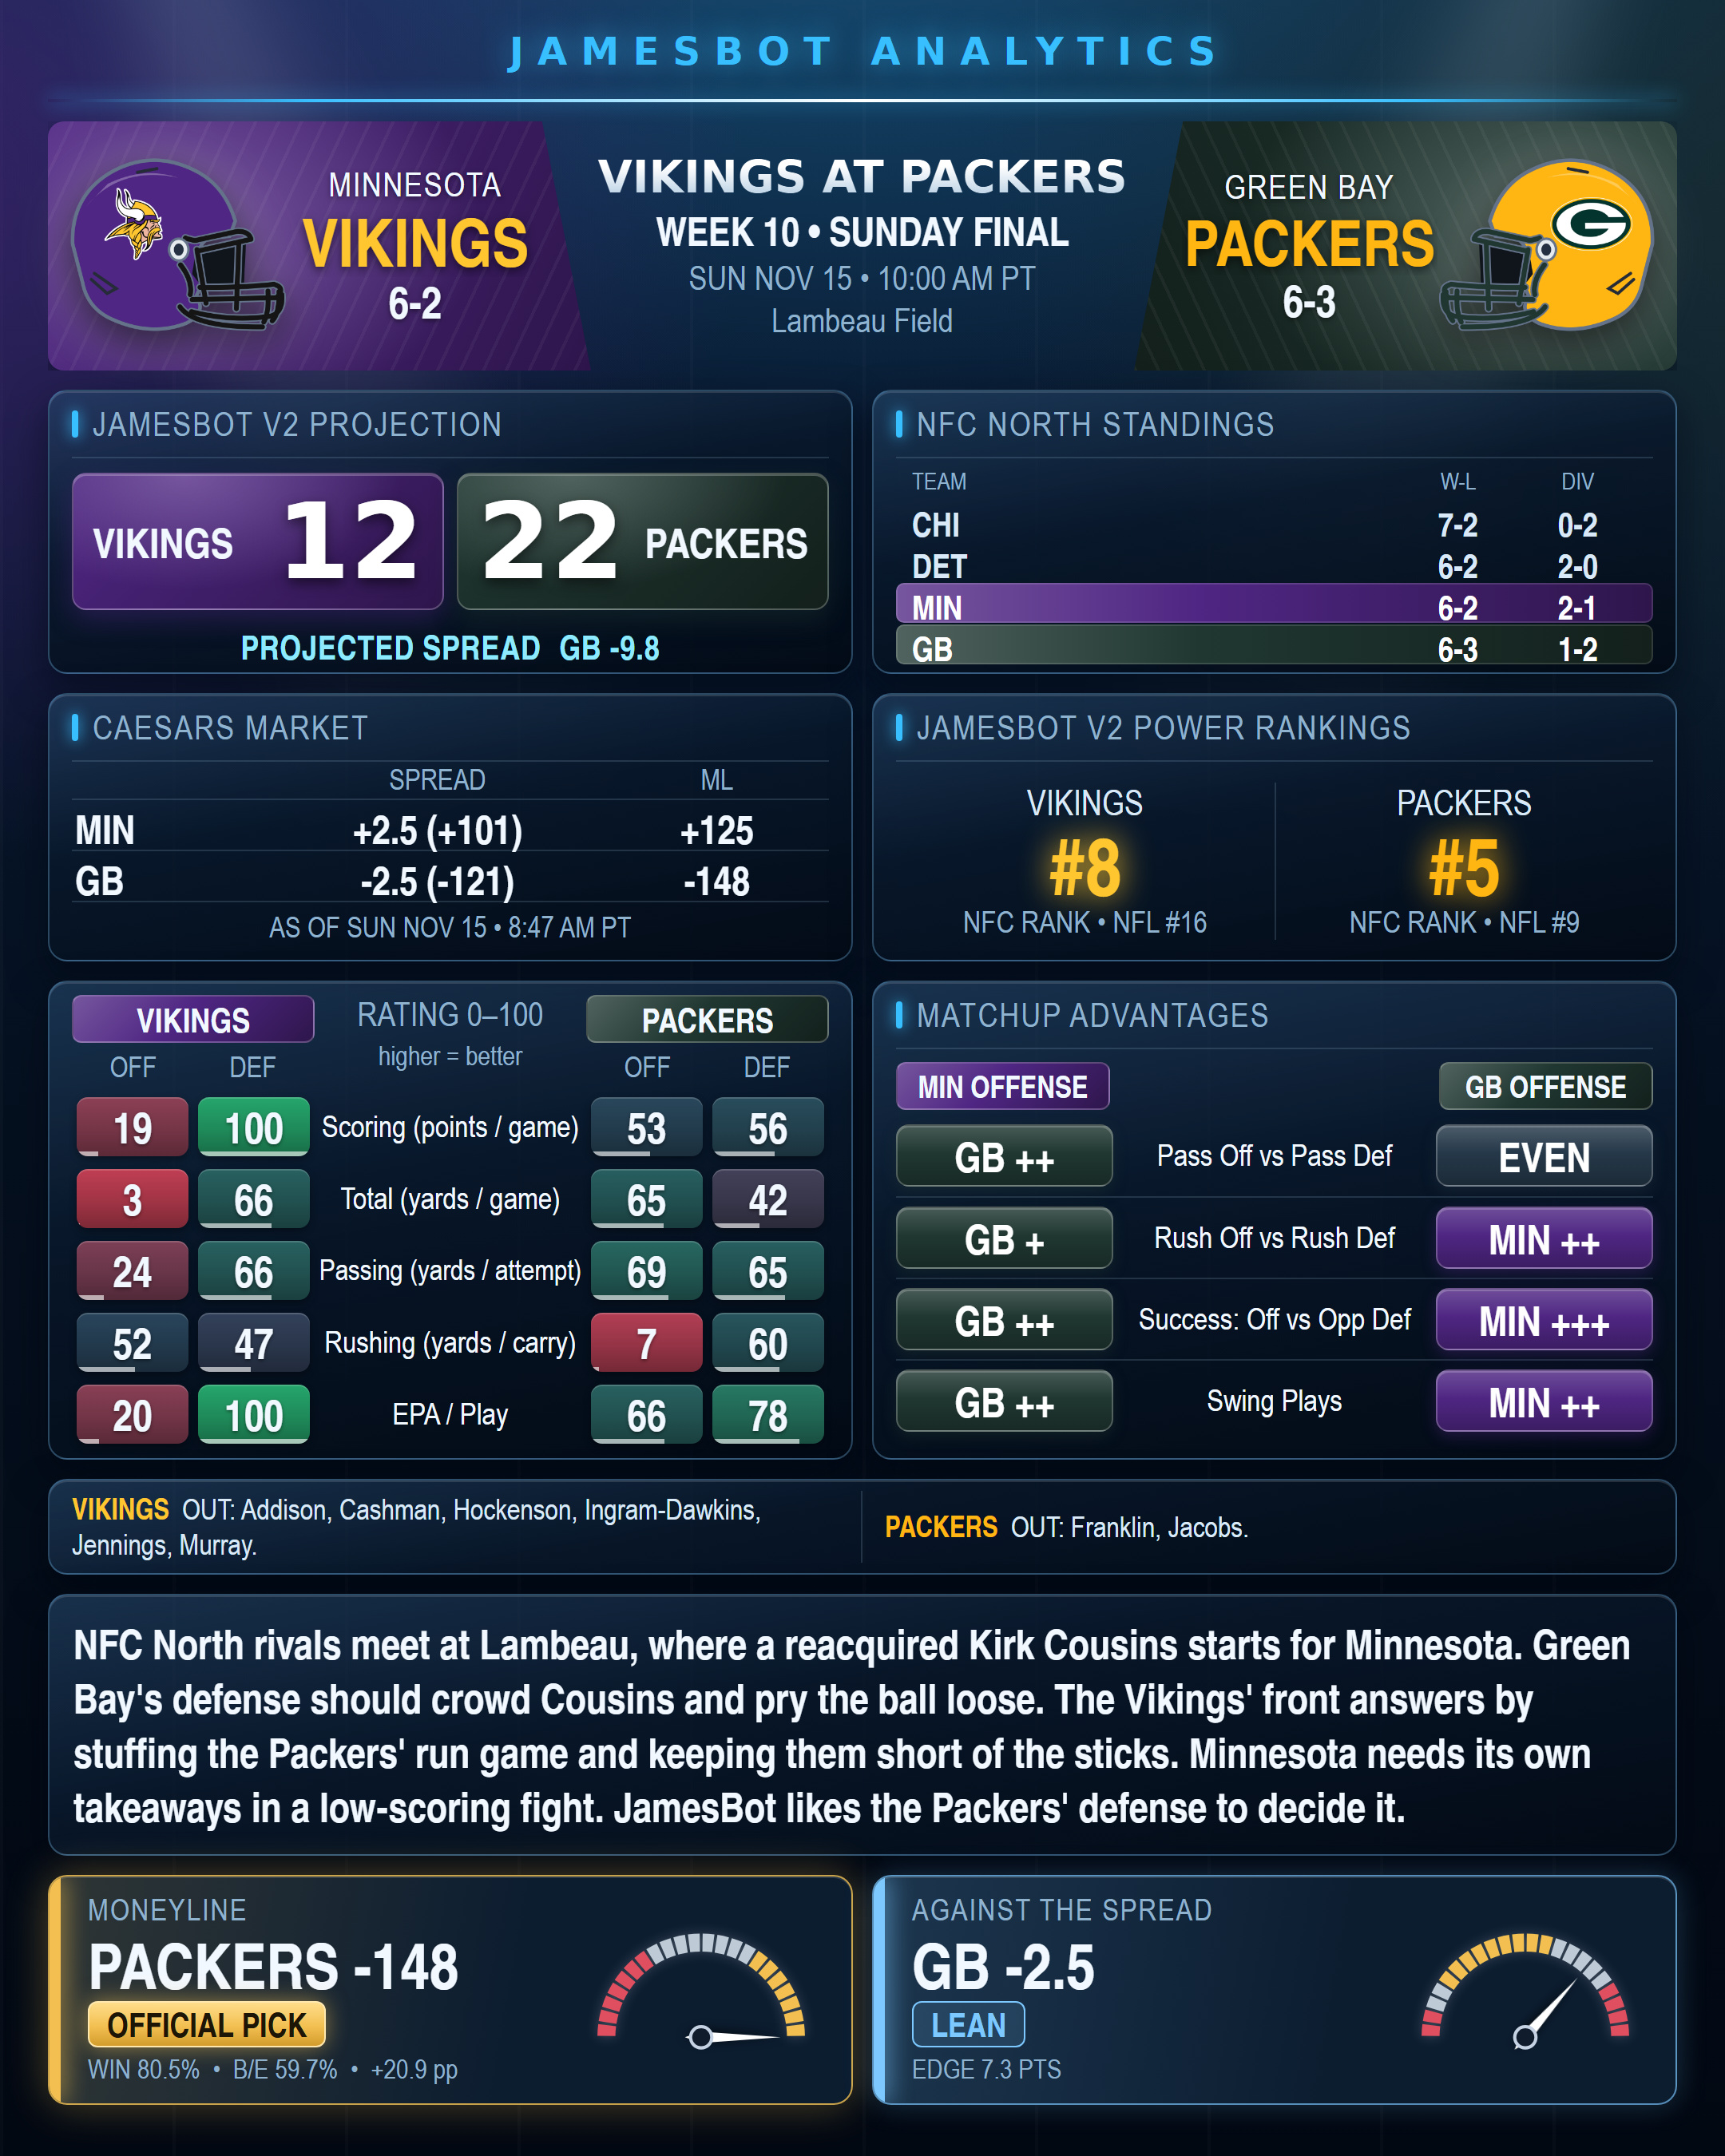 JAMESBOT ANALYTICS
MINNESOTA
VIKINGS
6-2
VIKINGS AT PACKERS
WEEK 10 • SUNDAY FINAL
SUN NOV 15 • 10:00 AM PT
Lambeau Field
GREEN BAY
PACKERS
6-3
G
JAMESBOT V2 PROJECTION
VIKINGS 12 22 PACKERS
PROJECTED SPREAD GB -9.8
NFC NORTH STANDINGS
TEAM W-L DIV
CHI 7-2 0-2
DET 6-2 2-0
MIN 6-2 2-1
GB 6-3 1-2
CAESARS MARKET
SPREAD ML
MIN +2.5 (+101) +125
GB -2.5 (-121) -148
AS OF SUN NOV 15 • 8:47 AM PT
JAMESBOT V2 POWER RANKINGS
VIKINGS PACKERS
#8 #5
NFC RANK • NFL #16 NFC RANK • NFL #9
VIKINGS RATING 0–100 PACKERS
OFF DEF higher = better OFF DEF
19 100 Scoring (points / game) 53 56
3 66 Total (yards / game) 65 42
24 66 Passing (yards / attempt) 69 65
52 47 Rushing (yards / carry) 7 60
20 100 EPA / Play 66 78
MATCHUP ADVANTAGES
MIN OFFENSE GB OFFENSE
GB ++ Pass Off vs Pass Def EVEN
GB + Rush Off vs Rush Def MIN ++
GB ++ Success: Off vs Opp Def MIN +++
GB ++ Swing Plays MIN ++
VIKINGS OUT: Addison, Cashman, Hockenson, Ingram-Dawkins,
Jennings, Murray.
PACKERS OUT: Franklin, Jacobs.
NFC North rivals meet at Lambeau, where a reacquired Kirk Cousins starts for Minnesota. Green
Bay's defense should crowd Cousins and pry the ball loose. The Vikings' front answers by
stuffing the Packers' run game and keeping them short of the sticks. Minnesota needs its own
takeaways in a low-scoring fight. JamesBot likes the Packers' defense to decide it.
MONEYLINE
PACKERS -148
OFFICIAL PICK
WIN 80.5% • B/E 59.7% • +20.9 pp
AGAINST THE SPREAD
GB -2.5
LEAN
EDGE 7.3 PTS